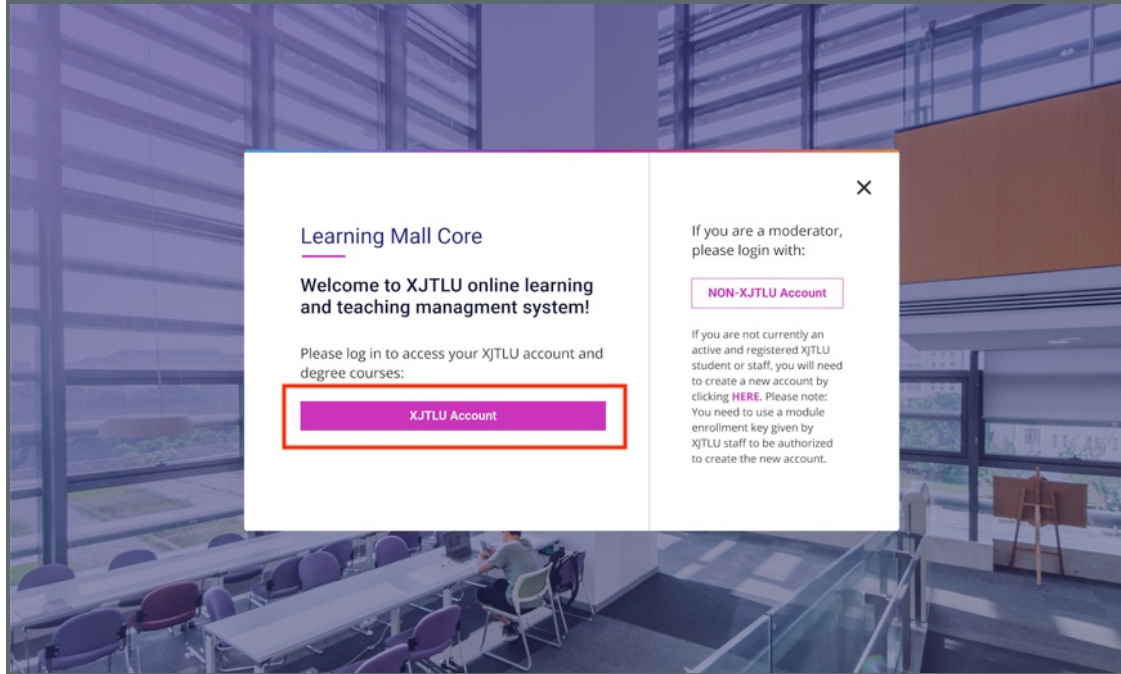 Learning Mall Core
Welcome to XJTLU online learning
and teaching managment system!
Please log in to access your XJTLU account and
degree courses:
XJTLU Account
If you are a moderator,
please login with:
NON-XJTLU Account
If you are not currently an
active and registered XJTLU
student or staff, you will need
to create a new account by
clicking HERE. Please note:
You need to use a module
enrollment key given by
XJTLU staff to be authorized
to create the new account.